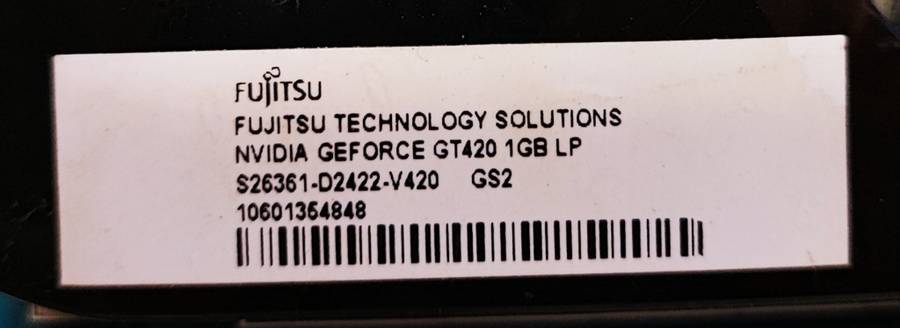 FUJITSU
FUJITSU TECHNOLOGY SOLUTIONS
NVIDIA GEFORCE GT420 1GB LP
S26361-D2422-V420 GS2
10601354848